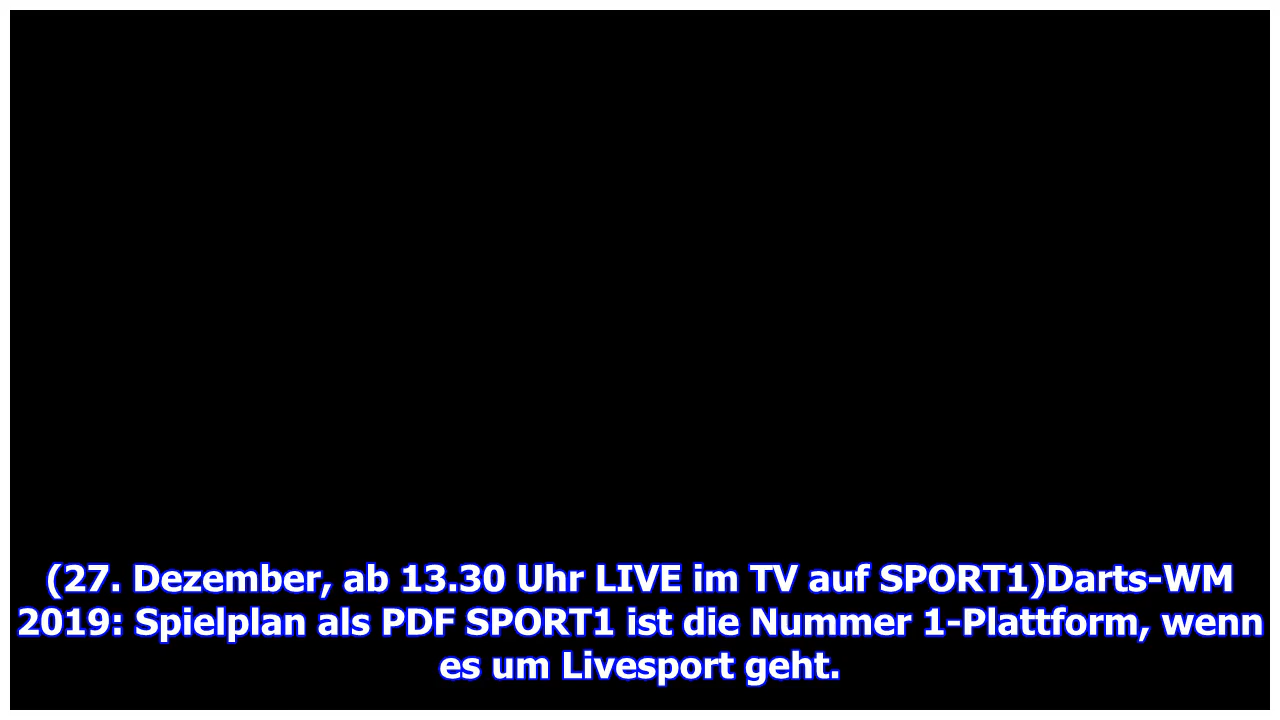 (27. Dezember, ab 13.30 Uhr LIVE im TV auf SPORT1)Darts-WM
2019: Spielplan als PDF SPORT1 ist die Nummer 1-Plattform, wenn
es um Livesport geht.